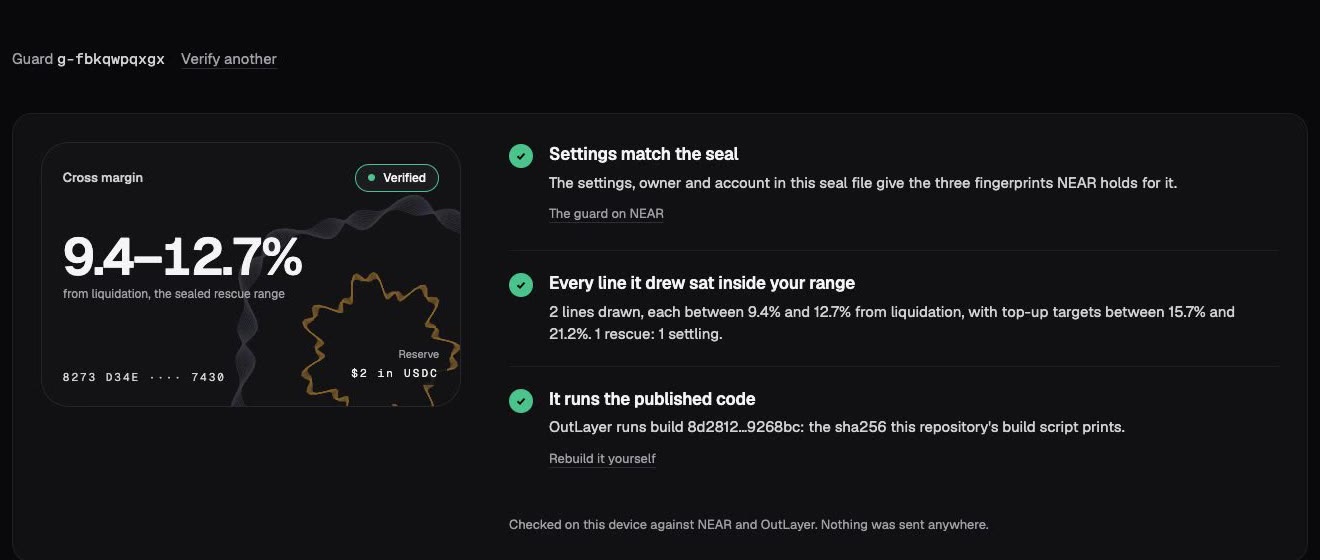 Guard g-fbkqwpqxgx Verify another
Cross margin
Verified
9.4–12.7%
from liquidation, the sealed rescue range
8273 D34E ···· 7430
Reserve
$2 in USDC
Settings match the seal
The settings, owner and account in this seal file give the three fingerprints NEAR holds for it.
The guard on NEAR
Every line it drew sat inside your range
2 lines drawn, each between 9.4% and 12.7% from liquidation, with top-up targets between 15.7% and
21.2%. 1 rescue: 1 settling.
It runs the published code
OutLayer runs build 8d2812…9268bc: the sha256 this repository's build script prints.
Rebuild it yourself
Checked on this device against NEAR and OutLayer. Nothing was sent anywhere.